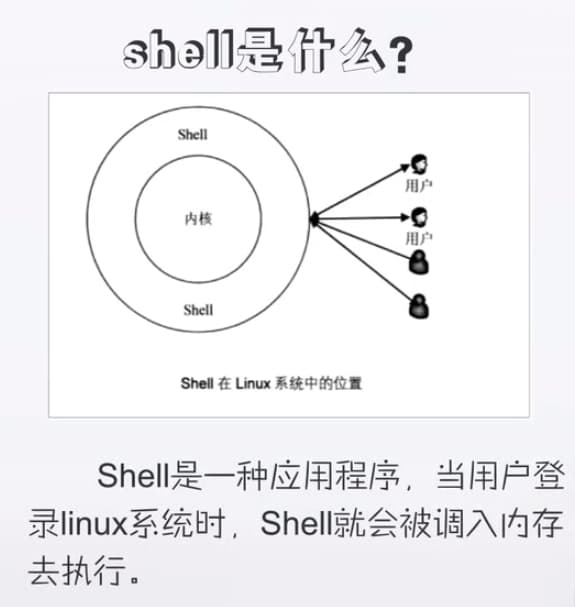 shell是什么?
Shell
内核
用户
用户
Shell
Shell 在 Linux 系统中的位置
Shell是一种应用程序，当用户登
录linux系统时，Shell就会被调入内存
去执行。